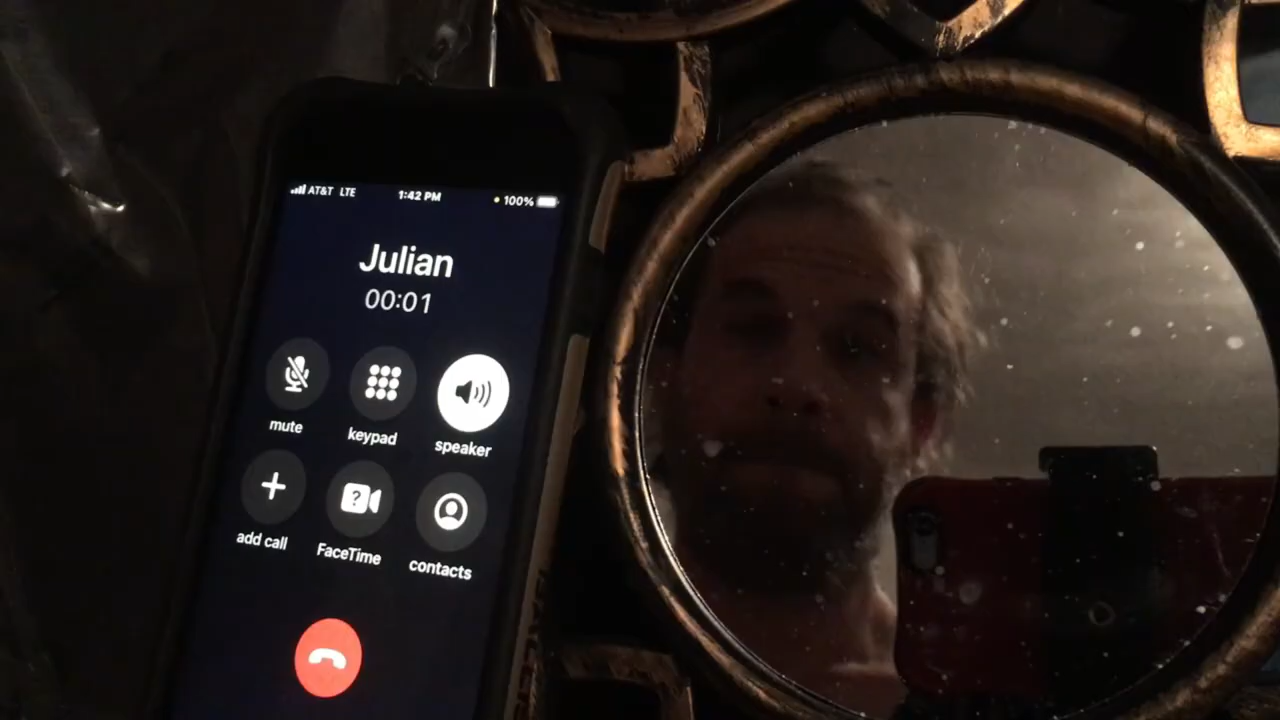 AT&T LTE 1:42 PM 100%
Julian
00:01
mute keypad speaker
add call FaceTime contacts